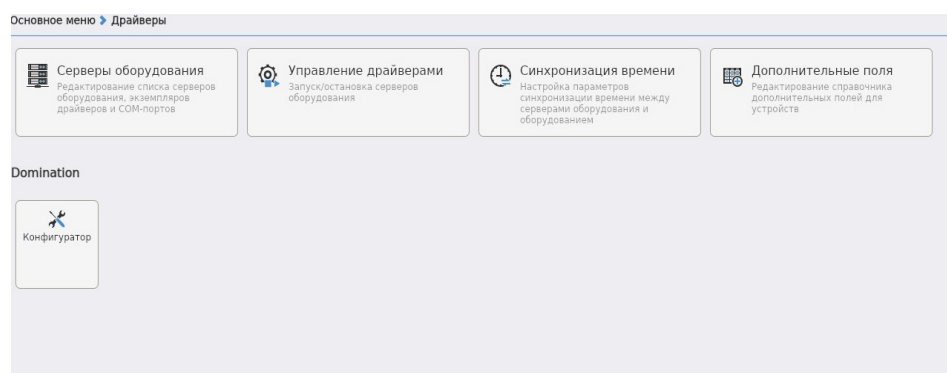 Основное меню > Драйверы
Серверы оборудования
Редактирование списка серверов
оборудования, экземпляров
драйверов и COM-портов
Управление драйверами
Запуск/остановка серверов
оборудования
Синхронизация времени
Настройка параметров
синхронизации времени между
серверами оборудования и
оборудованием
Дополнительные поля
Редактирование справочника
дополнительных полей для
устройств
Domination
Конфигуратор